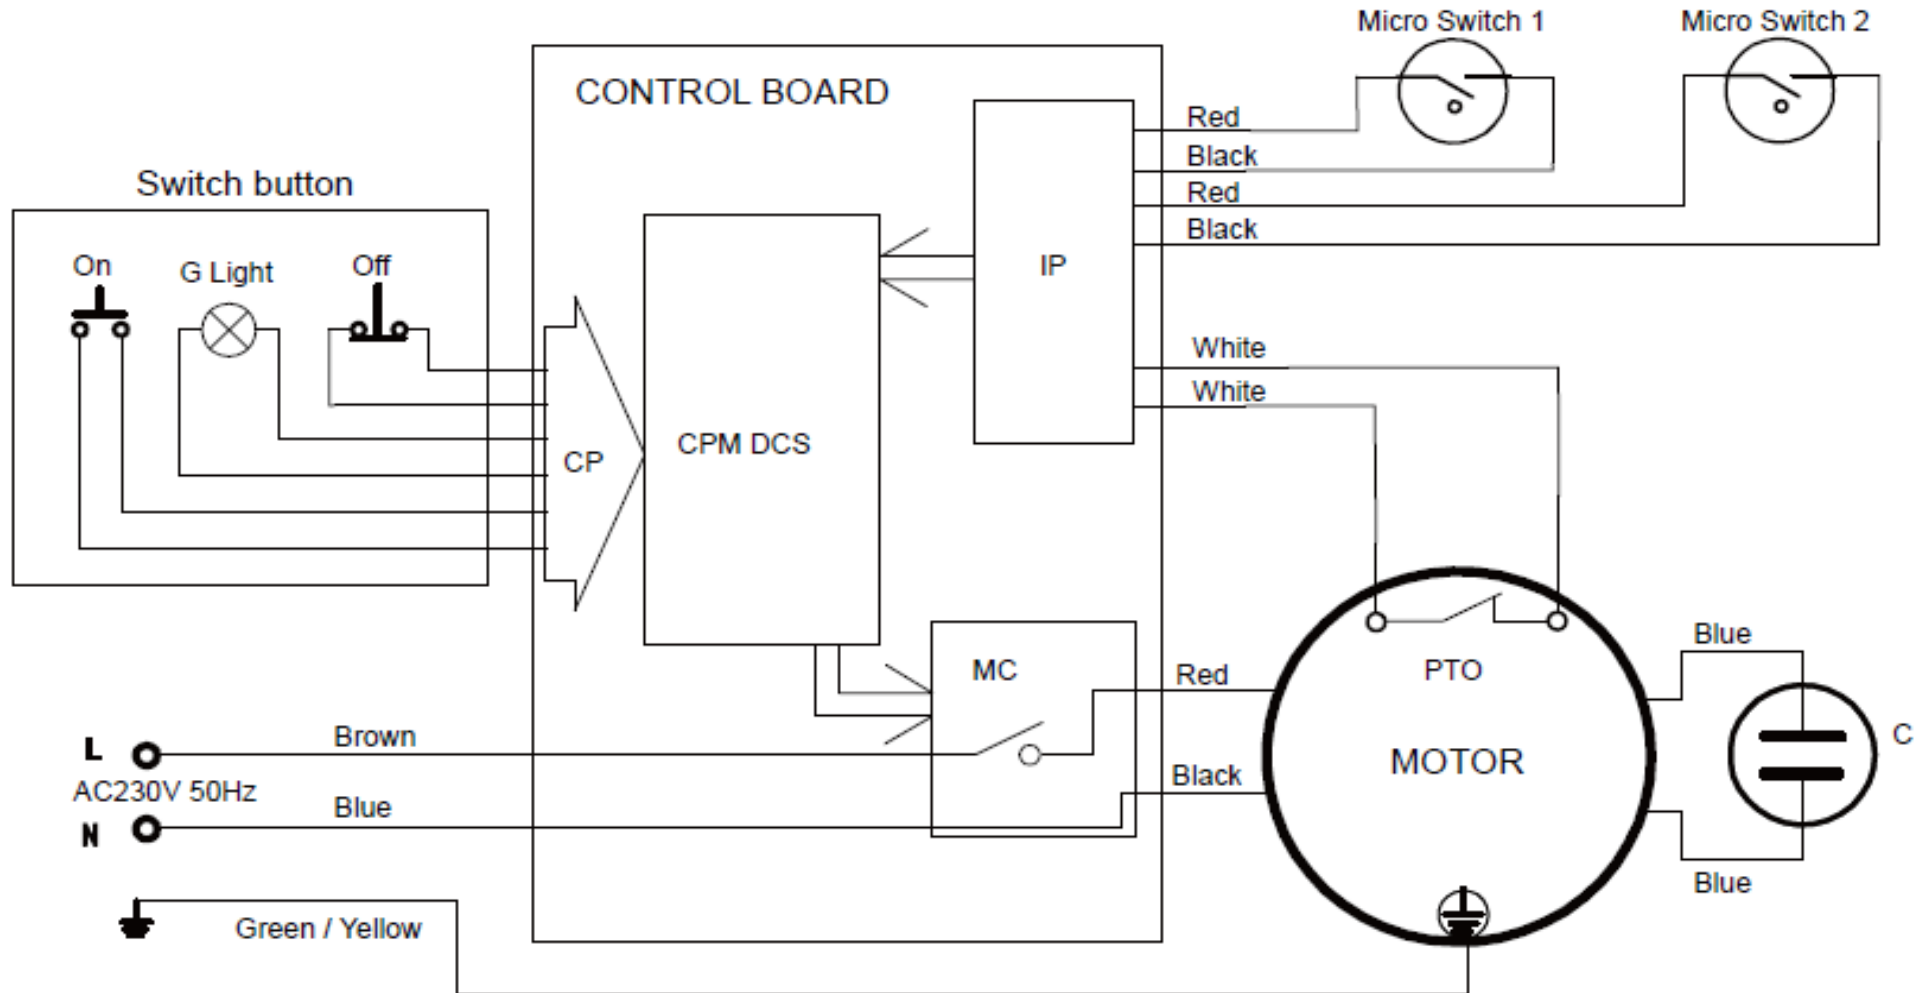 Micro Switch 1
Micro Switch 2
CONTROL BOARD
Red
Black
Red
Black
Switch button
On
G Light
Off
IP
White
White
CP
CPM DCS
MC
Red
PTO
Blue
C
Brown
L
AC230V 50Hz
Black
MOTOR
Blue
N
Blue
Green / Yellow